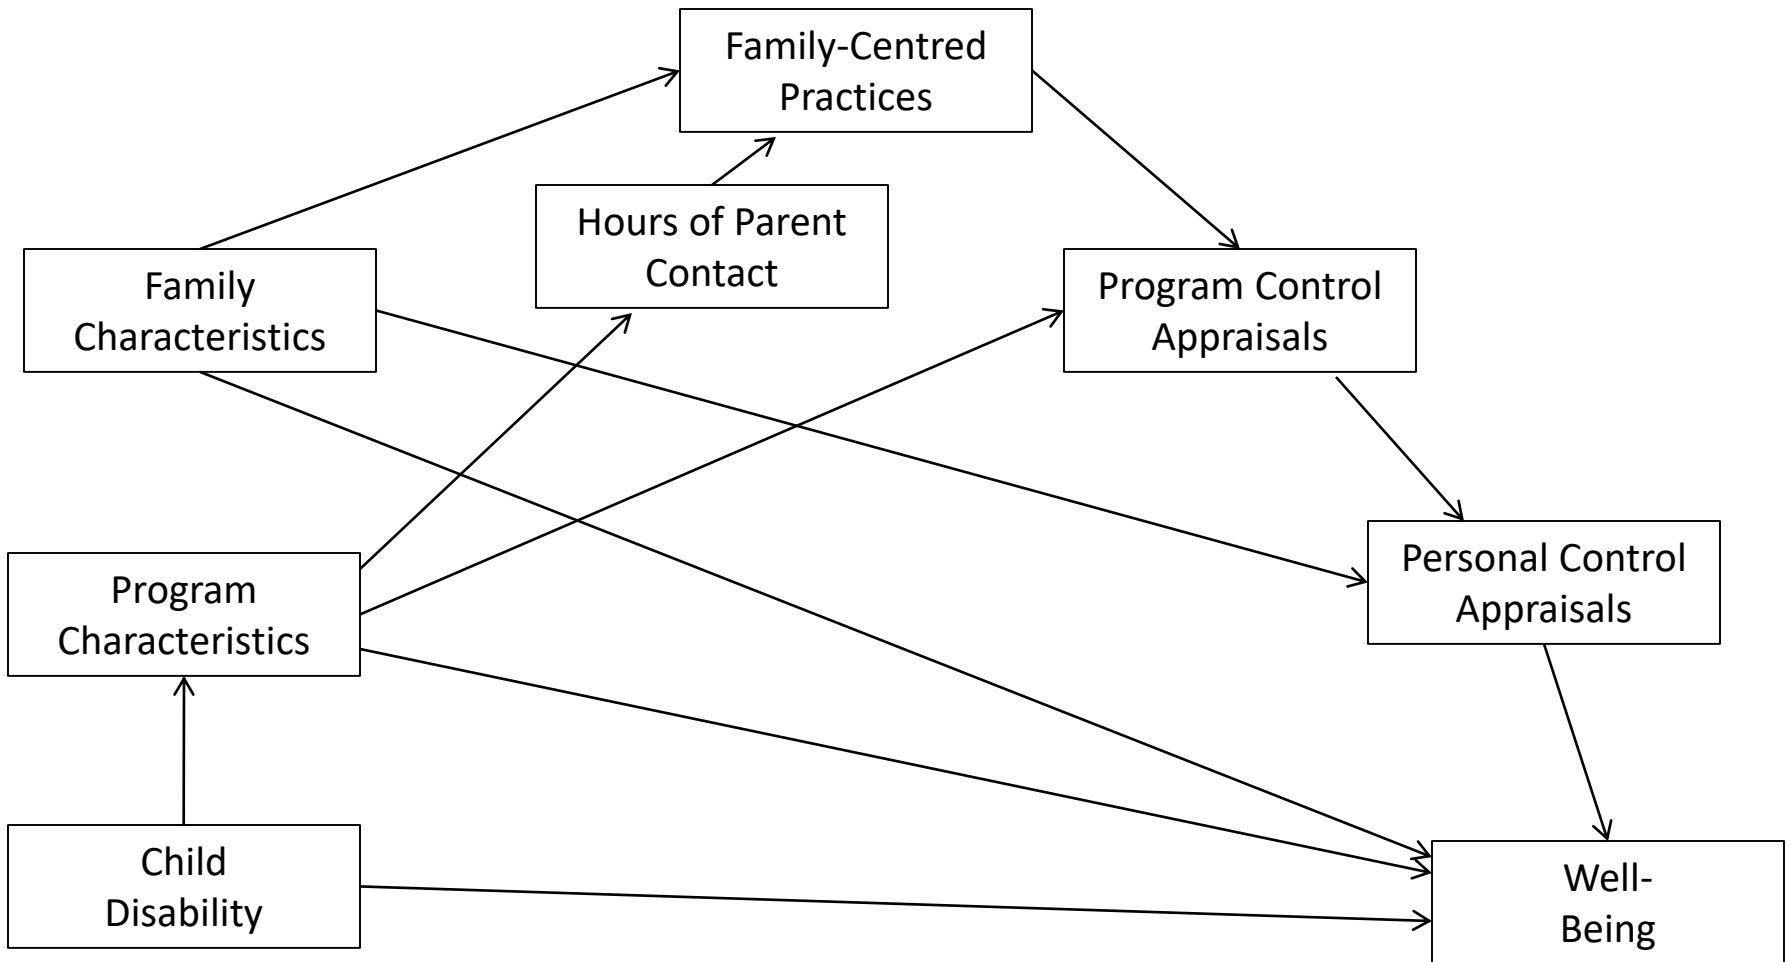 Family-Centred
Practices
Hours of Parent
Contact
Family
Characteristics
Program Control
Appraisals
Personal Control
Appraisals
Program
Characteristics
Child
Disability
Well-
Being